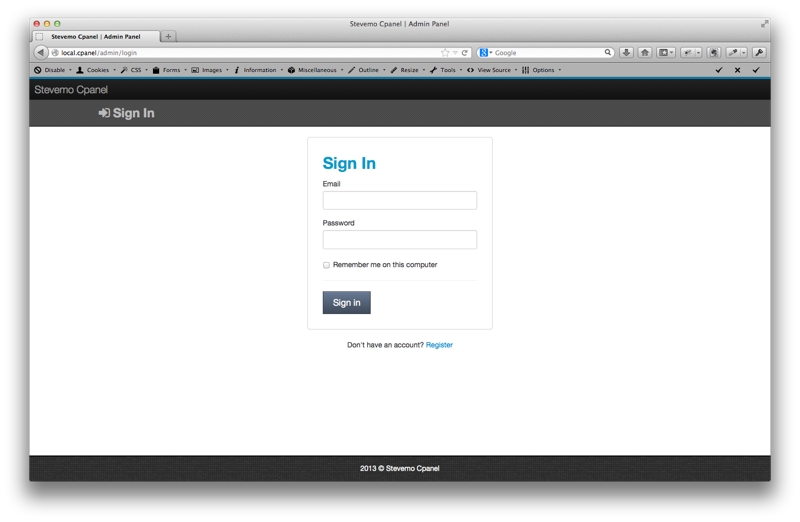 Stevemo Cpanel | Admin Panel
Stevemo Cpanel | Admin Panel
local.cpanel/admin/login
Google
Disable Cookies CSS Forms Images Information Miscellaneous Outline Resize Tools View Source Options
Stevemo Cpanel
Sign In
Sign In
Email
Password
Remember me on this computer
Sign in
Don't have an account? Register
2013 © Stevemo Cpanel